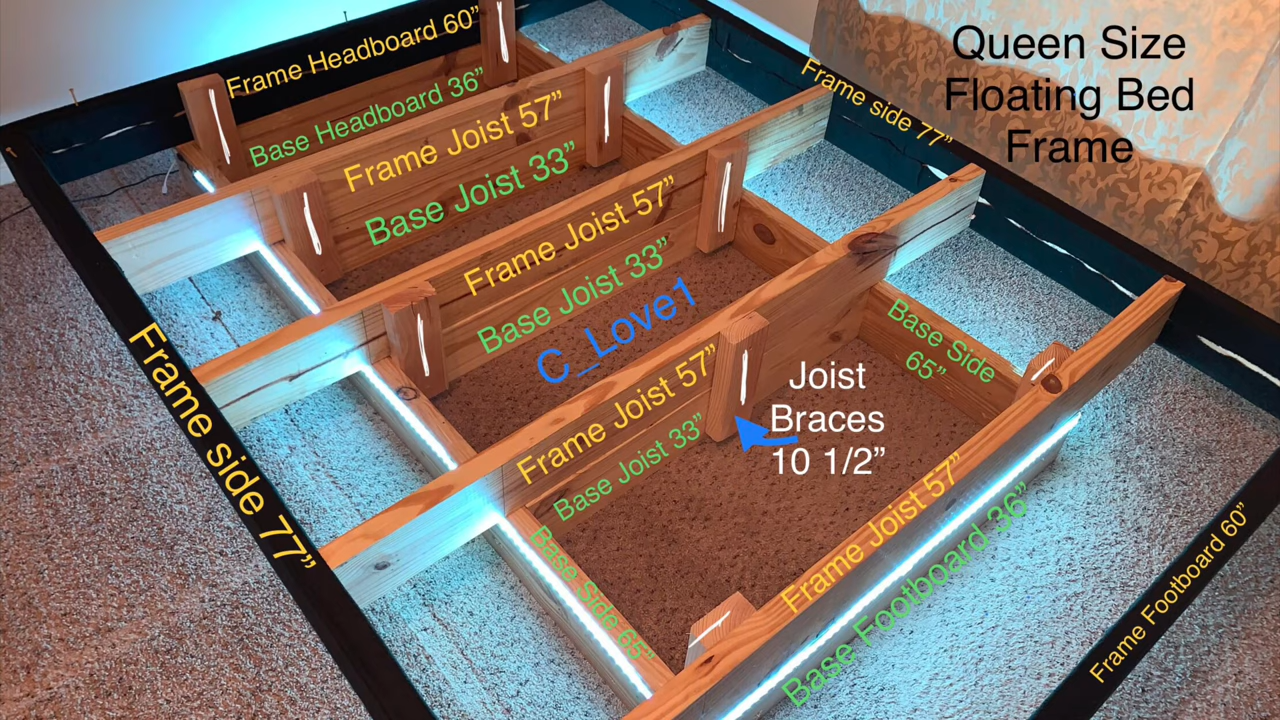 Queen Size
Floating Bed
Frame
Frame Headboard 60”
Base Headboard 36”
Frame side 77”
Frame Joist 57”
Base Joist 33”
Frame Joist 57”
Base Joist 33”
C_Love1
Frame side 77”
Base Side
65”
Joist
Braces
10 1/2”
Frame Joist 57”
Base Joist 33”
Base Side 65”
Frame Joist 57”
Base Footboard 36”
Frame Footboard 60”